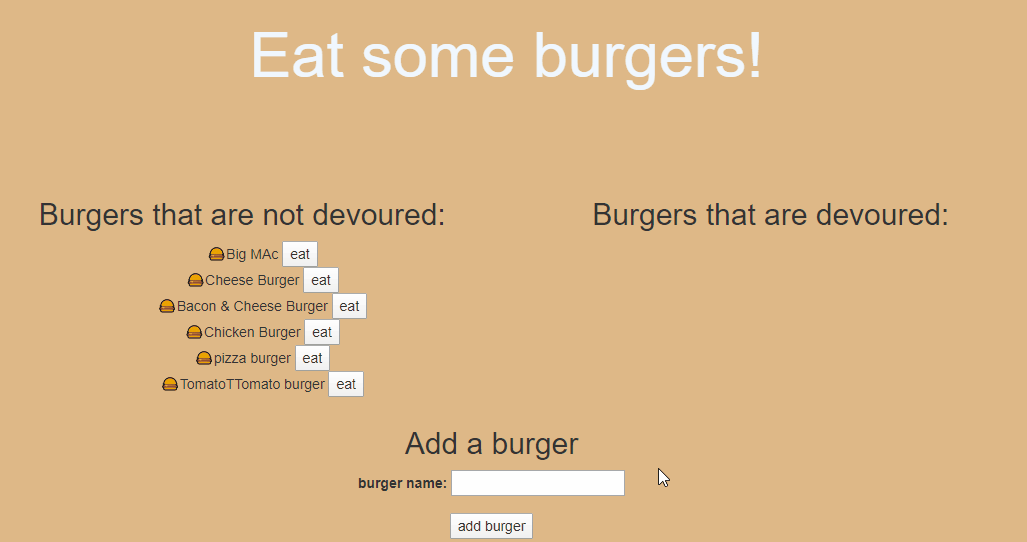 Eat some burgers!
Burgers that are not devoured:
Big MAc eat
Cheese Burger eat
Bacon & Cheese Burger eat
Chicken Burger eat
pizza burger eat
TomatoTTomato burger eat
Burgers that are devoured:
Add a burger
burger name:
add burger